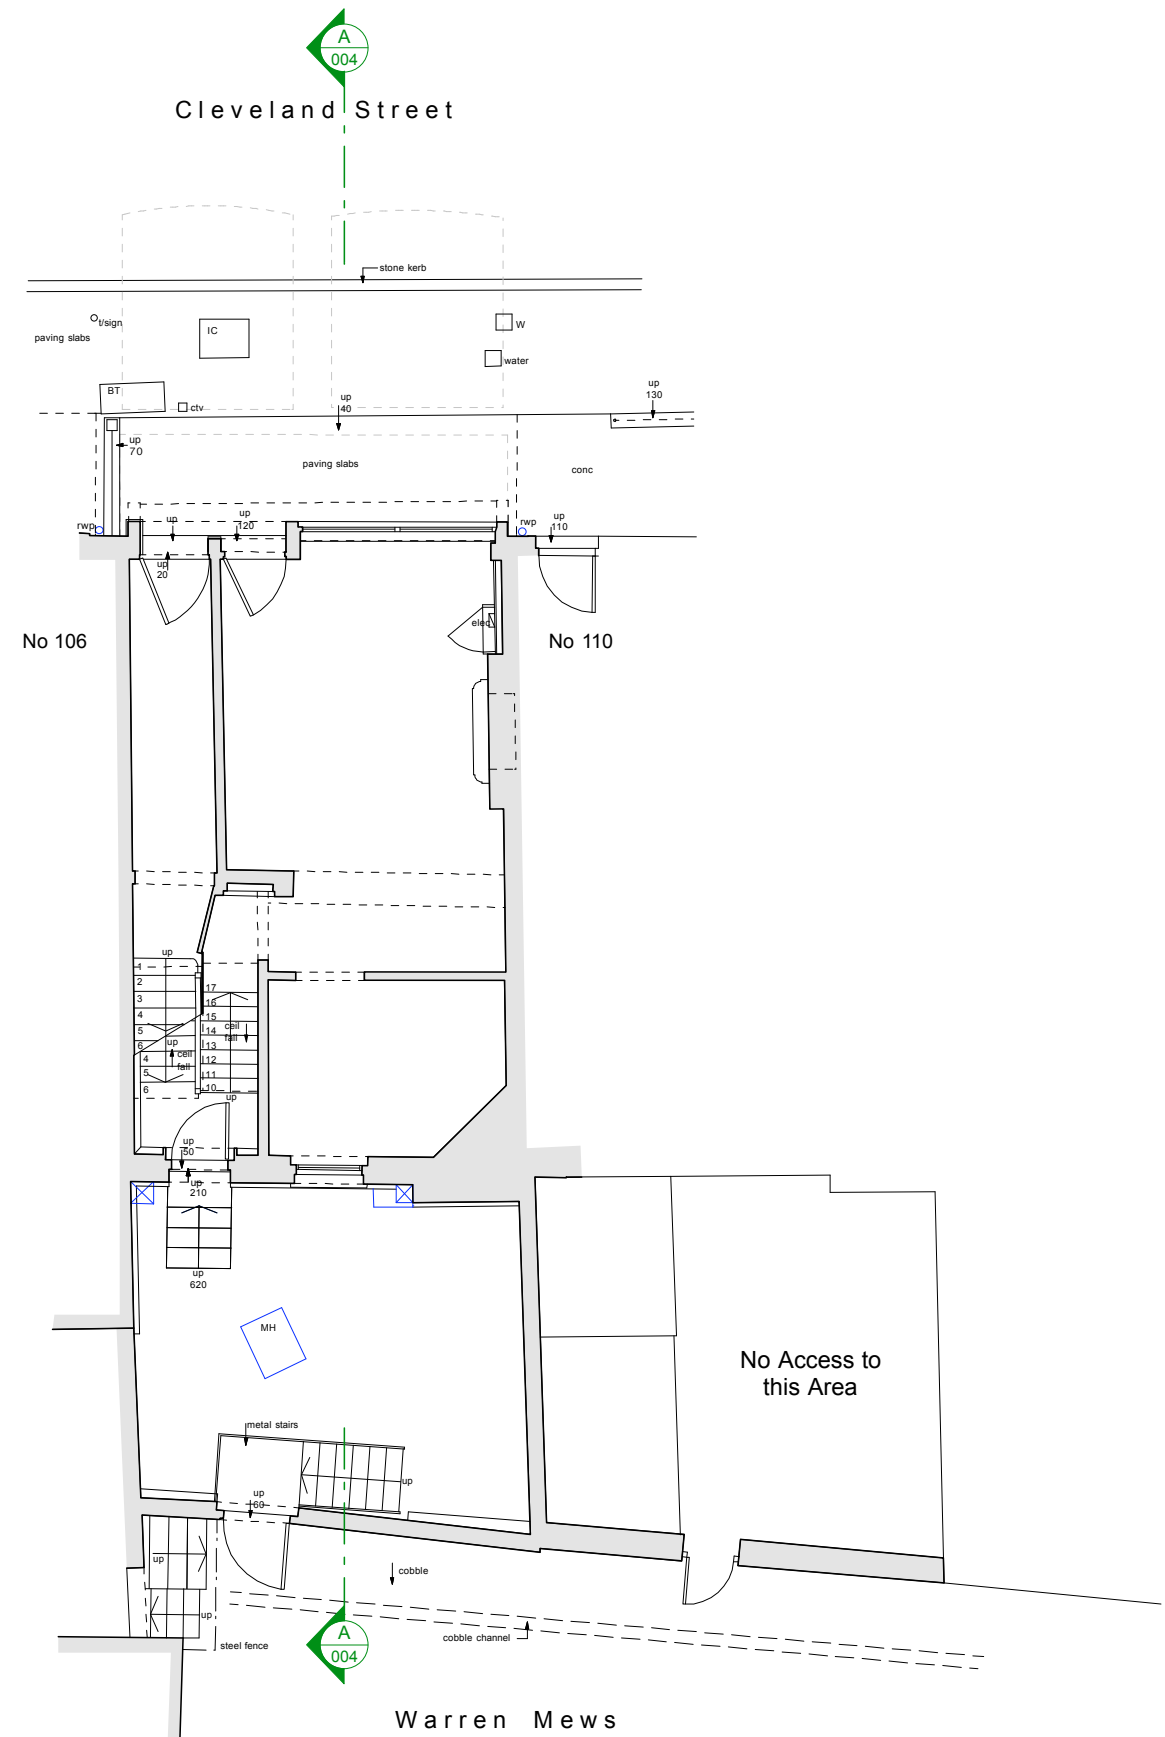 A
004
Cleveland Street
stone kerb
t/sign
paving slabs
IC
W
water
BT
ctv
up
40
up
130
up
70
paving slabs
conc
rwp
up
up
120
rwp
up
110
up
20
No 106
elec
No 110
up
1
2
3
4
5
6
up
4
5
6
ceil
fall
17
16
15
14
13
12
11
10
ceil
fall
up
up
50
up
210
up
620
MH
No Access to
this Area
metal stairs
up
up
60
up
cobble
up
steel fence
cobble channel
A
004
Warren Mews